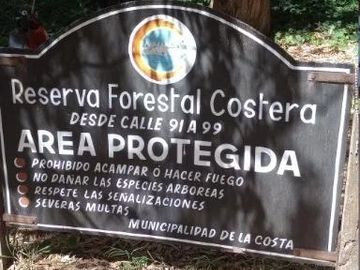 Reserva Forestal Costera
DESDE CALLE 91 A 99
AREA PROTEGIDA
PROHIBIDO ACAMPAR O HACER FUEGO
NO DAÑAR LAS ESPECIES ARBOREAS
RESPETE LAS SEÑALIZACIONES
SEVERAS MULTAS
MUNICIPALIDAD DE LA COSTA